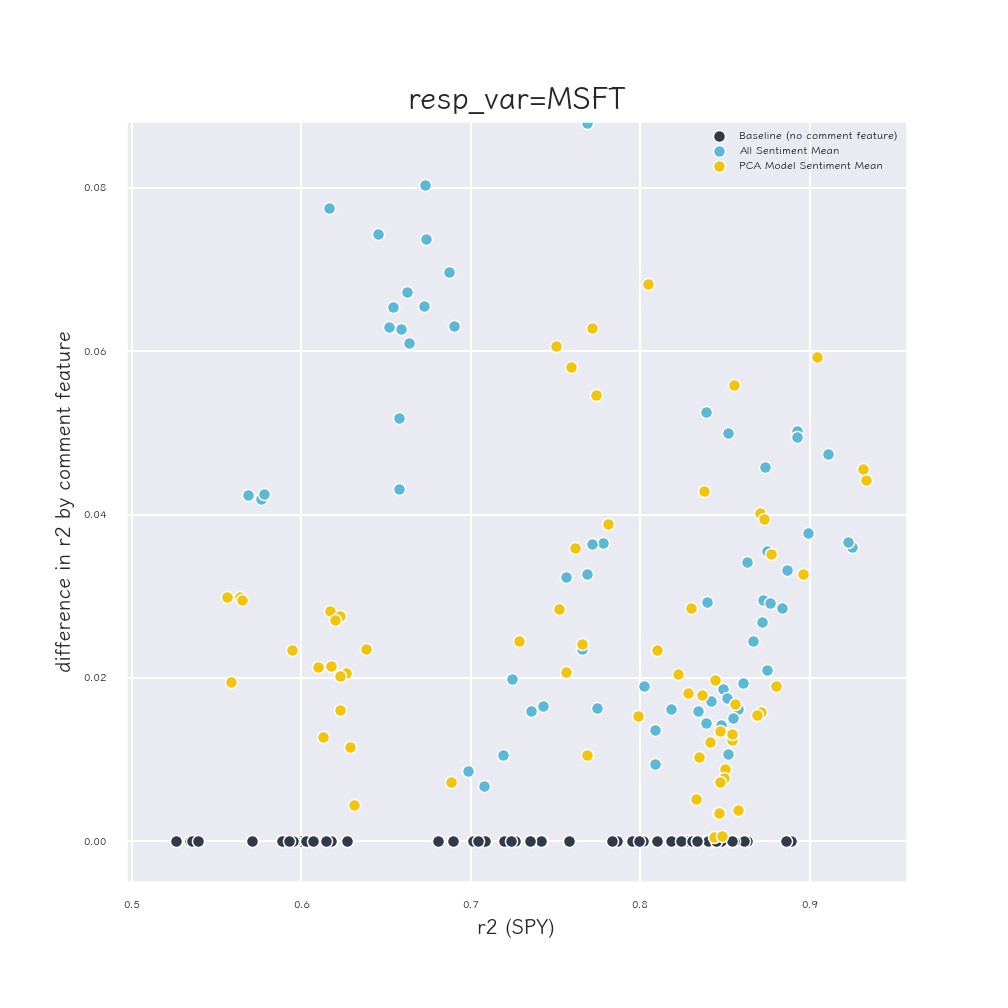 resp_var=MSFT
Baseline (no comment feature)
All Sentiment Mean
PCA Model Sentiment Mean
difference in r2 by comment feature
0.08
0.06
0.04
0.02
0.00
0.5 0.6 0.7 0.8 0.9
r2 (SPY)